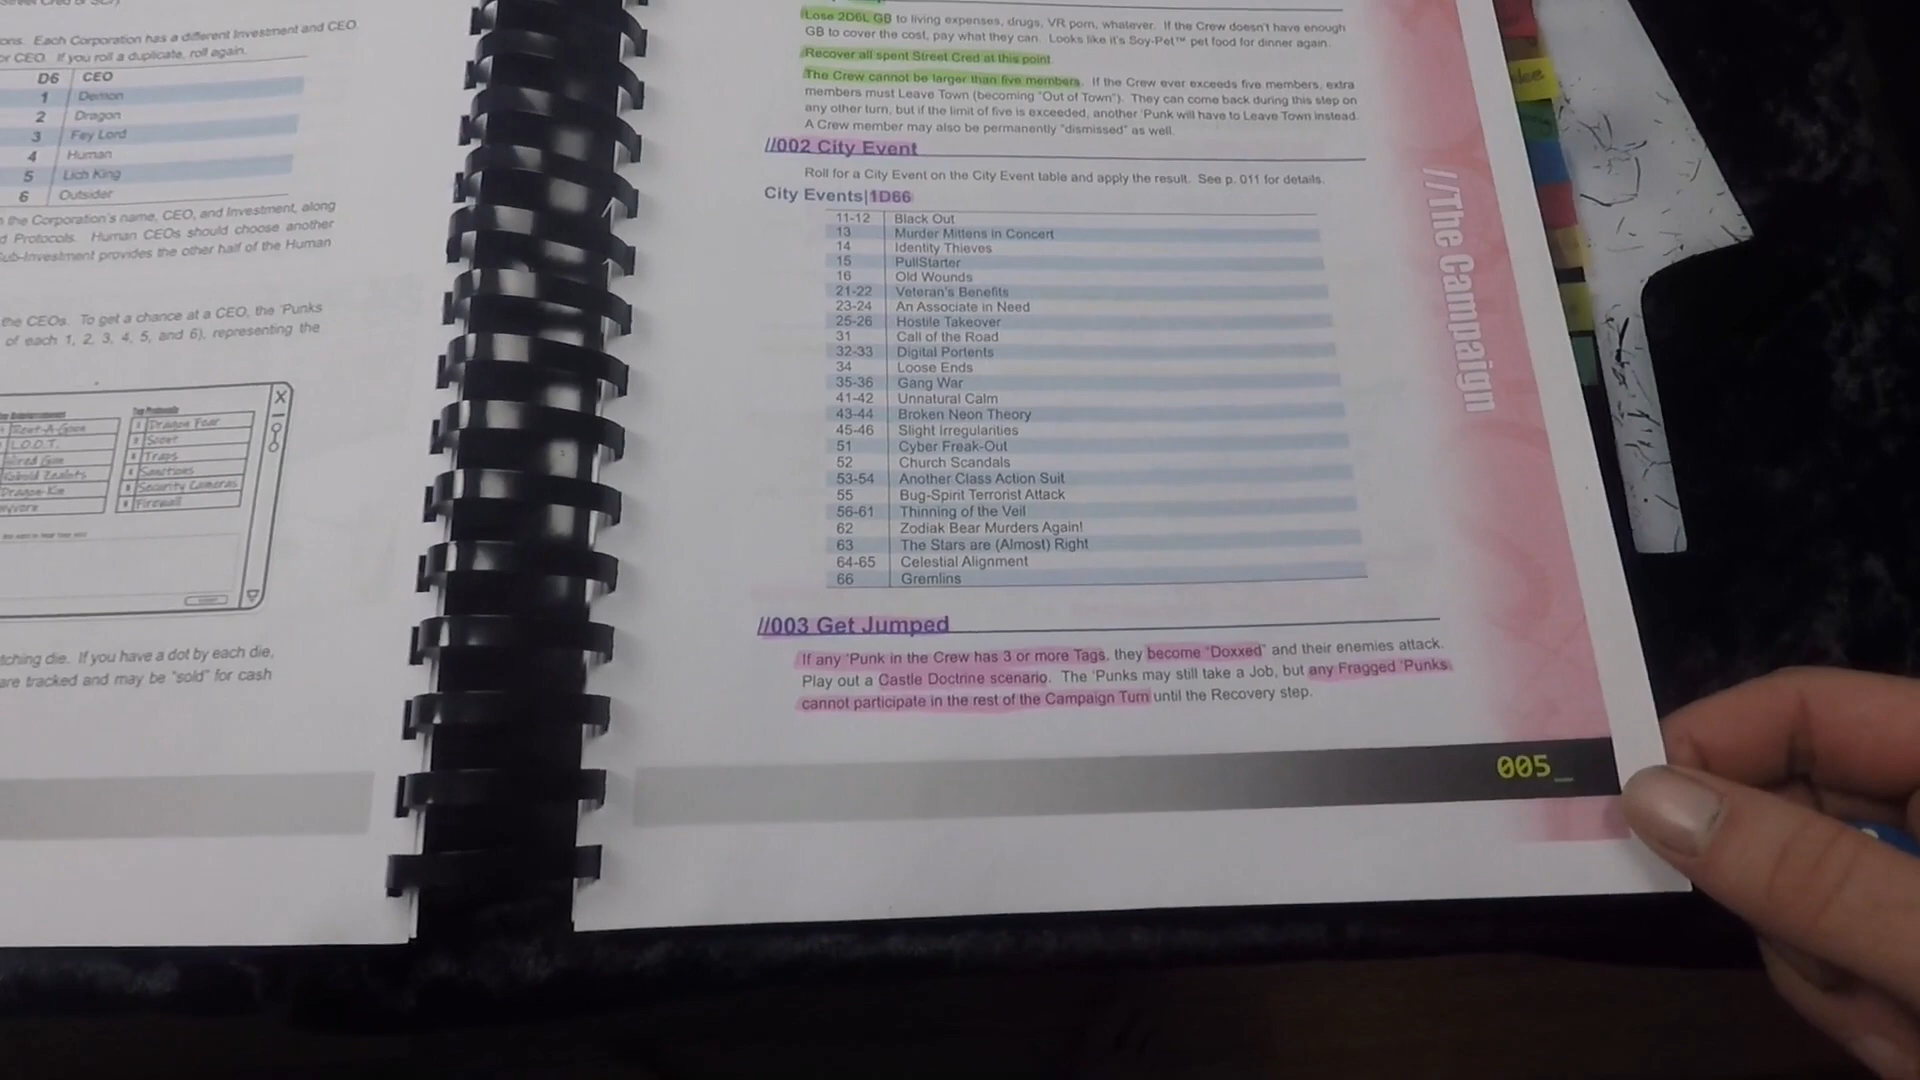 ons. Each Corporation has a different Investment and CEO.
or CEO. If you roll a duplicate, roll again.
D6 CEO
1 Demon
2 Dragon
3 Fey Lord
4 Human
5 Lich King
6 Outsider
the Corporation's name, CEO, and Investment, along
d Protocols. Human CEOs should choose another
Sub-Investment provides the other half of the Human
the CEOs. To get a chance at a CEO, the 'Punks
of each 1, 2, 3, 4, 5, and 6), representing the
Rent-A-Goon
L.O.D.T.
Wired Gun
Kobold Zealots
Dragon-Kin
Dragon Fear
Scout
Traps
Sanctions
Security Cameras
Firewall
tching die. If you have a dot by each die,
are tracked and may be "sold" for cash
Lose 2D6L GB to living expenses, drugs, VR porn, whatever. If the Crew doesn't have enough
GB to cover the cost, pay what they can. Looks like it's Soy-Pet™ pet food for dinner again.
Recover all spent Street Cred at this point.
The Crew cannot be larger than five members. If the Crew ever exceeds five members, extra
members must Leave Town (becoming "Out of Town"). They can come back during this step on
any other turn, but if the limit of five is exceeded, another 'Punk will have to Leave Town instead.
A Crew member may also be permanently "dismissed" as well.
//002 City Event
Roll for a City Event on the City Event table and apply the result. See p. 011 for details.
City Events|1D66
11-12 Black Out
13 Murder Mittens in Concert
14 Identity Thieves
15 PullStarter
16 Old Wounds
21-22 Veteran's Benefits
23-24 An Associate in Need
25-26 Hostile Takeover
31 Call of the Road
32-33 Digital Portents
34 Loose Ends
35-36 Gang War
41-42 Unnatural Calm
43-44 Broken Neon Theory
45-46 Slight Irregulanties
51 Cyber Freak-Out
52 Church Scandals
53-54 Another Class Action Suit
55 Bug-Spirit Terrorist Attack
56-61 Thinning of the Veil
62 Zodiak Bear Murders Again!
63 The Stars are (Almost) Right
64-65 Celestial Alignment
66 Gremlins
//003 Get Jumped
If any 'Punk in the Crew has 3 or more Tags, they become "Doxxed" and their enemies attack.
Play out a Castle Doctrine scenario. The 'Punks may still take a Job, but any Fragged 'Punks
cannot participate in the rest of the Campaign Turn until the Recovery step.
//The Campaign
005_